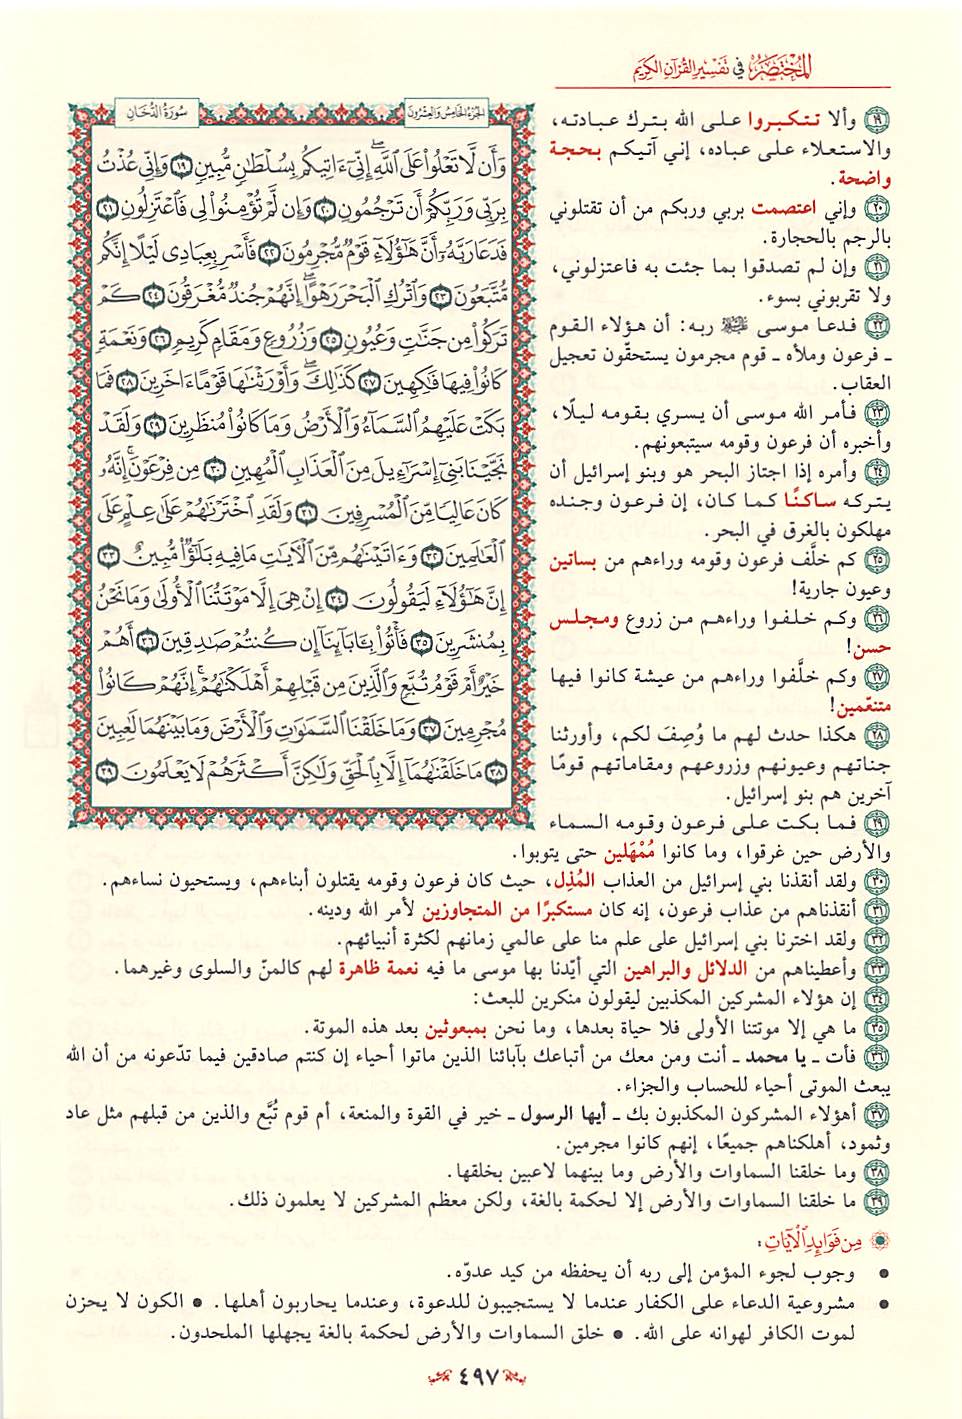 المختصر في تفسير القرآن الكريم
الجزء الخامس والعشرون
سورة الدخان
وَأَن لَّا تَعْلُوا۟ عَلَى ٱللَّهِ ۖ إِنِّىٓ ءَاتِيكُم بِسُلْطَـٰنٍ مُّبِينٍ ١٩ وَإِنِّى عُذْتُ
بِرَبِّى وَرَبِّكُمْ أَن تَرْجُمُونِ ٢٠ وَإِن لَّمْ تُؤْمِنُوا۟ لِى فَٱعْتَزِلُونِ ٢١
فَدَعَا رَبَّهُۥٓ أَنَّ هَـٰٓؤُلَآءِ قَوْمٌ مُّجْرِمُونَ ٢٢ فَأَسْرِ بِعِبَادِى لَيْلًا إِنَّكُم
مُّتَّبَعُونَ ٢٣ وَٱتْرُكِ ٱلْبَحْرَ رَهْوًا ۖ إِنَّهُمْ جُندٌ مُّغْرَقُونَ ٢٤ كَمْ
تَرَكُوا۟ مِن جَنَّـٰتٍ وَعُيُونٍ ٢٥ وَزُرُوعٍ وَمَقَامٍ كَرِيمٍ ٢٦ وَنَعْمَةٍ
كَانُوا۟ فِيهَا فَـٰكِهِينَ ٢٧ كَذَٰلِكَ ۖ وَأَوْرَثْنَـٰهَا قَوْمًا ءَاخَرِينَ ٢٨ فَمَا
بَكَتْ عَلَيْهِمُ ٱلسَّمَآءُ وَٱلْأَرْضُ وَمَا كَانُوا۟ مُنظَرِينَ ٢٩ وَلَقَدْ
نَجَّيْنَا بَنِىٓ إِسْرَٰٓءِيلَ مِنَ ٱلْعَذَابِ ٱلْمُهِينِ ٣٠ مِن فِرْعَوْنَ ۚ إِنَّهُۥ
كَانَ عَالِيًا مِّنَ ٱلْمُسْرِفِينَ ٣١ وَلَقَدِ ٱخْتَرْنَـٰهُمْ عَلَىٰ عِلْمٍ عَلَى
ٱلْعَـٰلَمِينَ ٣٢ وَءَاتَيْنَـٰهُم مِّنَ ٱلْـَٔايَـٰتِ مَا فِيهِ بَلَـٰٓؤٌا۟ مُّبِينٌ ٣٣
إِنَّ هَـٰٓؤُلَآءِ لَيَقُولُونَ ٣٤ إِنْ هِىَ إِلَّا مَوْتَتُنَا ٱلْأُولَىٰ وَمَا نَحْنُ
بِمُنشَرِينَ ٣٥ فَأْتُوا۟ بِـَٔابَآئِنَآ إِن كُنتُمْ صَـٰدِقِينَ ٣٦ أَهُمْ
خَيْرٌ أَمْ قَوْمُ تُبَّعٍ وَٱلَّذِينَ مِن قَبْلِهِمْ ۚ أَهْلَكْنَـٰهُمْ ۖ إِنَّهُمْ كَانُوا۟
مُجْرِمِينَ ٣٧ وَمَا خَلَقْنَا ٱلسَّمَـٰوَٰتِ وَٱلْأَرْضَ وَمَا بَيْنَهُمَا لَـٰعِبِينَ
٣٨ مَا خَلَقْنَـٰهُمَآ إِلَّا بِٱلْحَقِّ وَلَـٰكِنَّ أَكْثَرَهُمْ لَا يَعْلَمُونَ ٣٩
١٩ وألا تتكبروا على الله بترك عبادته،
والاستعلاء على عباده، إني آتيكم بحجة
واضحة.
٢٠ وإني اعتصمت بربي وربكم من أن تقتلوني
بالرجم بالحجارة.
٢١ وإن لم تصدقوا بما جئت به فاعتزلوني،
ولا تقربوني بسوء.
٢٢ فدعا موسى ﷺ ربه: أن هؤلاء القوم
ـ فرعون وملأه ـ قوم مجرمون يستحقّون تعجيل
العقاب.
٢٣ فأمر الله موسى أن يسري بقومه ليلًا،
وأخبره أن فرعون وقومه سيتبعونهم.
٢٤ وأمره إذا اجتاز البحر هو وبنو إسرائيل أن
يتركه ساكنًا كما كان، إن فرعون وجنده
مهلكون بالغرق في البحر.
٢٥ كم خلَّف فرعون وقومه وراءهم من بساتين
وعيون جارية!
٢٦ وكم خلفوا وراءهم من زروع ومجلس
حسن!
٢٧ وكم خلَّفوا وراءهم من عيشة كانوا فيها
متنعّمين!
٢٨ هكذا حدث لهم ما وُصِفَ لكم، وأورثنا
جناتهم وعيونهم وزروعهم ومقاماتهم قومًا
آخرين هم بنو إسرائيل.
٢٩ فما بكت على فرعون وقومه السماء
والأرض حين غرقوا، وما كانوا مُمْهَلين حتى يتوبوا.
٣٠ ولقد أنقذنا بني إسرائيل من العذاب المُذِل، حيث كان فرعون وقومه يقتلون أبناءهم، ويستحيون نساءهم.
٣١ أنقذناهم من عذاب فرعون، إنه كان مستكبرًا من المتجاوزين لأمر الله ودينه.
٣٢ ولقد اخترنا بني إسرائيل على علم منا على عالمي زمانهم لكثرة أنبيائهم.
٣٣ وأعطيناهم من الدلائل والبراهين التي أيّدنا بها موسى ما فيه نعمة ظاهرة لهم كالمنّ والسلوى وغيرهما.
٣٤ إن هؤلاء المشركين المكذبين ليقولون منكرين للبعث:
٣٥ ما هي إلا موتتنا الأولى فلا حياة بعدها، وما نحن بمبعوثين بعد هذه الموتة.
٣٦ فأت ـ يا محمد ـ أنت ومن معك من أتباعك بآبائنا الذين ماتوا أحياء إن كنتم صادقين فيما تدّعونه من أن الله
يبعث الموتى أحياء للحساب والجزاء.
٣٧ أهؤلاء المشركون المكذبون بك ـ أيها الرسول ـ خير في القوة والمنعة، أم قوم تُبَّع والذين من قبلهم مثل عاد
وثمود، أهلكناهم جميعًا، إنهم كانوا مجرمين.
٣٨ وما خلقنا السماوات والأرض وما بينهما لاعبين بخلقها.
٣٩ ما خلقنا السماوات والأرض إلا لحكمة بالغة، ولكن معظم المشركين لا يعلمون ذلك.
من فوائد الآيات:
• وجوب لجوء المؤمن إلى ربه أن يحفظه من كيد عدوّه.
• مشروعية الدعاء على الكفار عندما لا يستجيبون للدعوة، وعندما يحاربون أهلها. • الكون لا يحزن
لموت الكافر لهوانه على الله. • خلق السماوات والأرض لحكمة بالغة يجهلها الملحدون.
٤٩٧